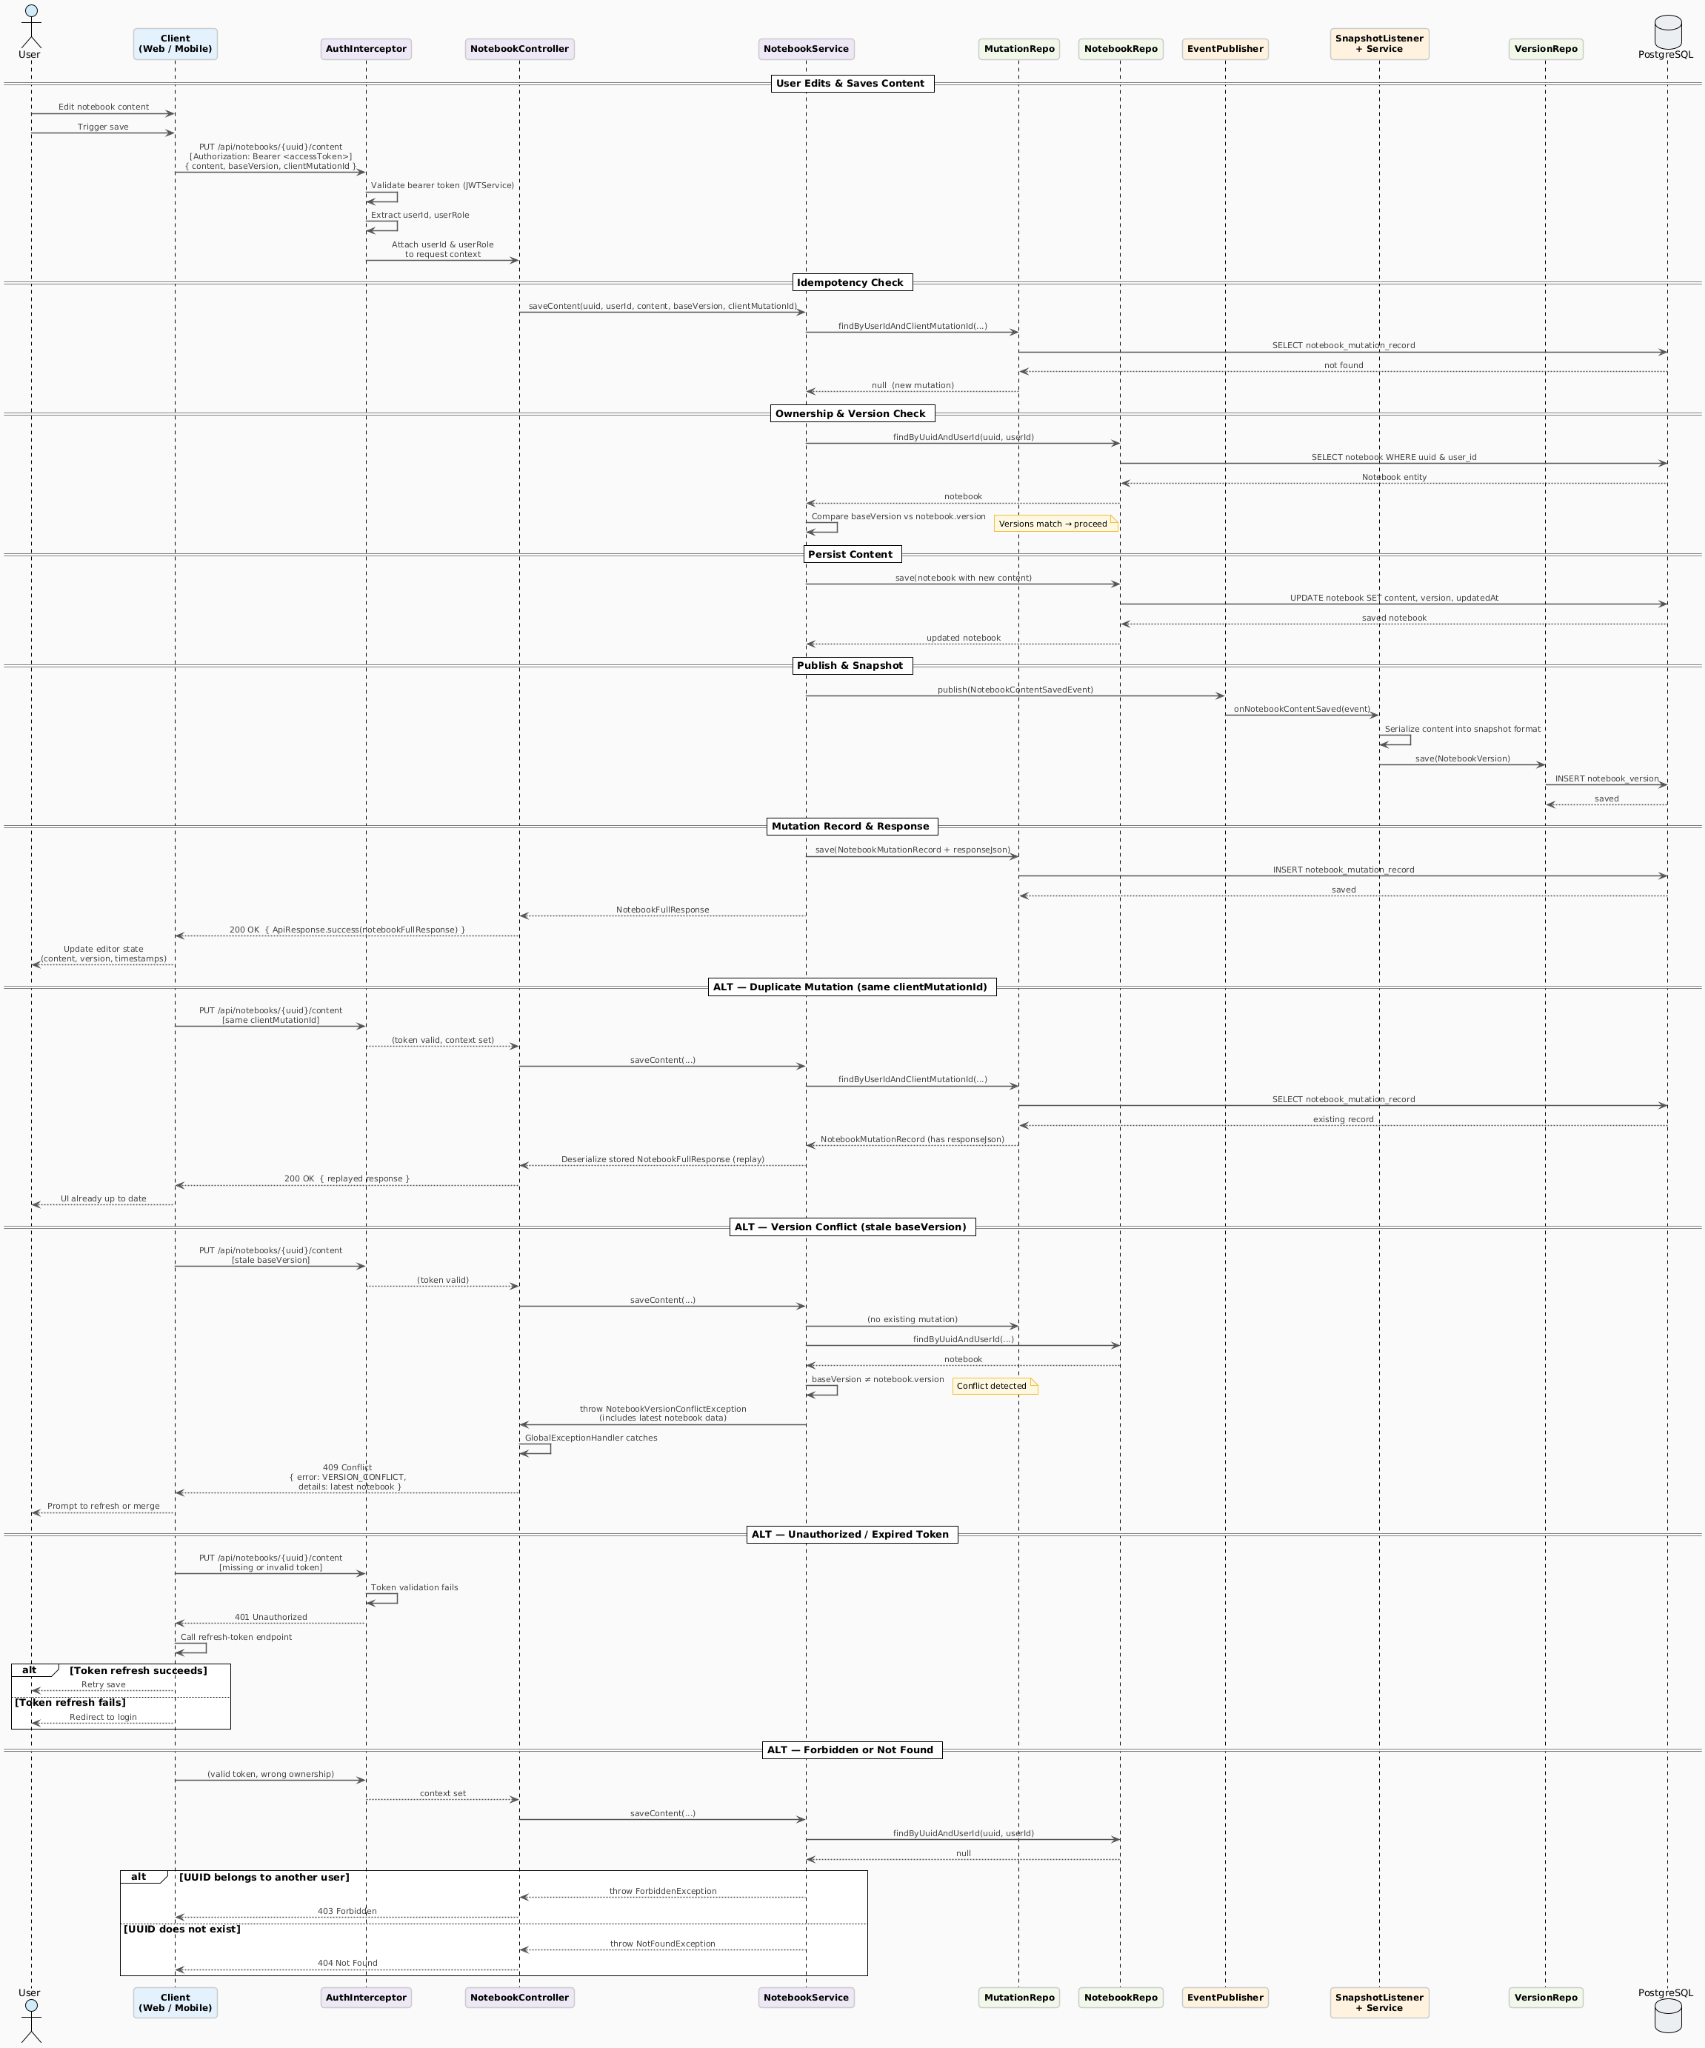 User
Client
(Web / Mobile)
AuthInterceptor
NotebookController
NotebookService
MutationRepo
NotebookRepo
EventPublisher
SnapshotListener
+ Service
VersionRepo
PostgreSQL
User Edits & Saves Content
Edit notebook content
Trigger save
PUT /api/notebooks/{uuid}/content
[Authorization: Bearer <accessToken>]
{ content, baseVersion, clientMutationId }
Validate bearer token (JWTService)
Extract userId, userRole
Attach userId & userRole
to request context
Idempotency Check
saveContent(uuid, userId, content, baseVersion, clientMutationId)
findByUserIdAndClientMutationId(...)
SELECT notebook_mutation_record
not found
null (new mutation)
Ownership & Version Check
findByUuidAndUserId(uuid, userId)
SELECT notebook WHERE uuid & user_id
Notebook entity
notebook
Compare baseVersion vs notebook.version
Versions match → proceed
Persist Content
save(notebook with new content)
UPDATE notebook SET content, version, updatedAt
saved notebook
updated notebook
Publish & Snapshot
publish(NotebookContentSavedEvent)
onNotebookContentSaved(event)
Serialize content into snapshot format
save(NotebookVersion)
INSERT notebook_version
saved
Mutation Record & Response
save(NotebookMutationRecord + responseJson)
INSERT notebook_mutation_record
saved
NotebookFullResponse
200 OK { ApiResponse.success(notebookFullResponse) }
Update editor state
(content, version, timestamps)
ALT — Duplicate Mutation (same clientMutationId)
PUT /api/notebooks/{uuid}/content
[same clientMutationId]
(token valid, context set)
saveContent(...)
findByUserIdAndClientMutationId(...)
SELECT notebook_mutation_record
existing record
NotebookMutationRecord (has responseJson)
Deserialize stored NotebookFullResponse (replay)
200 OK { replayed response }
UI already up to date
ALT — Version Conflict (stale baseVersion)
PUT /api/notebooks/{uuid}/content
[stale baseVersion]
(token valid)
saveContent(...)
(no existing mutation)
findByUuidAndUserId(...)
notebook
baseVersion ≠ notebook.version
Conflict detected
throw NotebookVersionConflictException
(includes latest notebook data)
GlobalExceptionHandler catches
409 Conflict
{ error: VERSION_CONFLICT,
details: latest notebook }
Prompt to refresh or merge
ALT — Unauthorized / Expired Token
PUT /api/notebooks/{uuid}/content
[missing or invalid token]
Token validation fails
401 Unauthorized
Call refresh-token endpoint
alt [Token refresh succeeds]
Retry save
[Token refresh fails]
Redirect to login
ALT — Forbidden or Not Found
(valid token, wrong ownership)
context set
saveContent(...)
findByUuidAndUserId(uuid, userId)
null
alt [UUID belongs to another user]
throw ForbiddenException
403 Forbidden
[UUID does not exist]
throw NotFoundException
404 Not Found
User
Client
(Web / Mobile)
AuthInterceptor
NotebookController
NotebookService
MutationRepo
NotebookRepo
EventPublisher
SnapshotListener
+ Service
VersionRepo
PostgreSQL